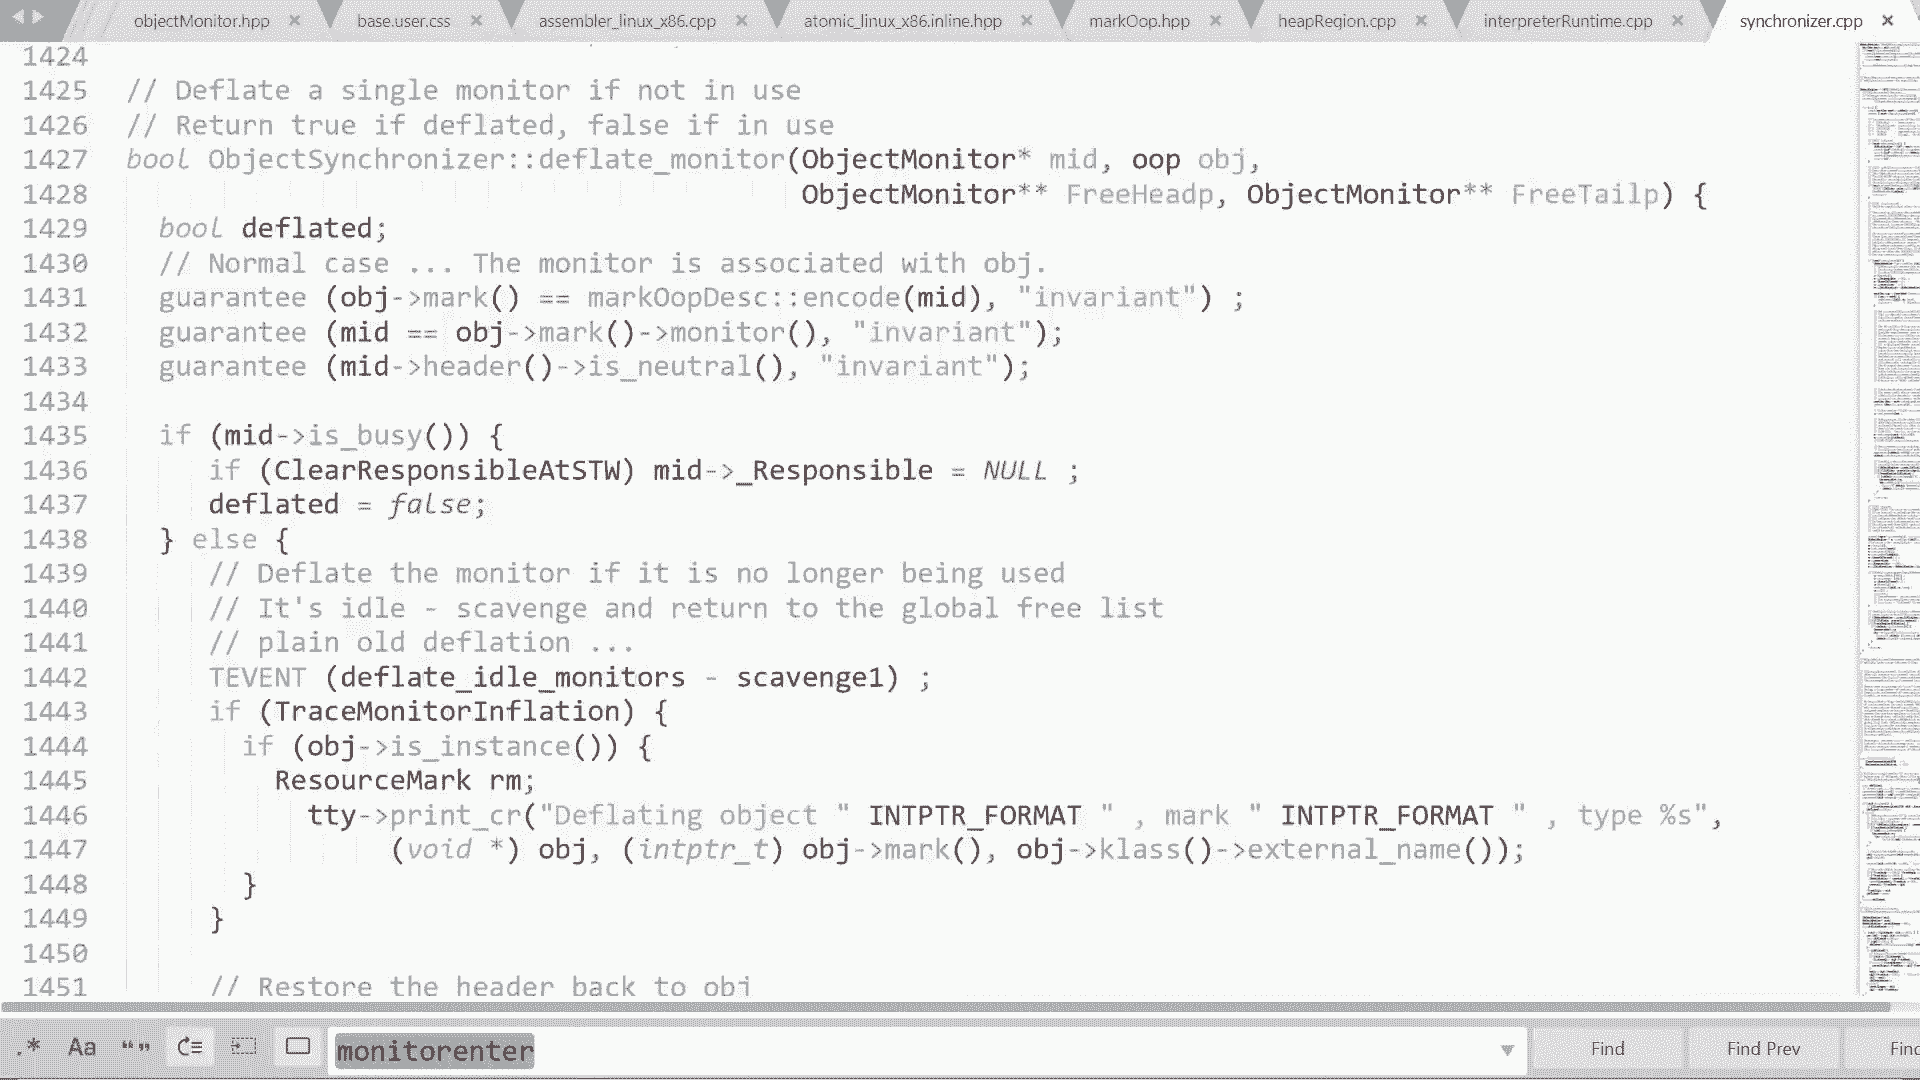 objectMonitor.hpp × base.user.css × assembler_linux_x86.cpp × atomic_linux_x86.inline.hpp × markOop.hpp × heapRegion.cpp × interpreterRuntime.cpp × synchronizer.cpp ×
1424
1425 // Deflate a single monitor if not in use
1426 // Return true if deflated, false if in use
1427 bool ObjectSynchronizer::deflate_monitor(ObjectMonitor* mid, oop obj,
1428 ObjectMonitor** FreeHeadp, ObjectMonitor** FreeTailp) {
1429 bool deflated;
1430 // Normal case ... The monitor is associated with obj.
1431 guarantee (obj->mark() == markOopDesc::encode(mid), "invariant") ;
1432 guarantee (mid == obj->mark()->monitor(), "invariant");
1433 guarantee (mid->header()->is_neutral(), "invariant");
1434
1435 if (mid->is_busy()) {
1436 if (ClearResponsibleAtSTW) mid->_Responsible = NULL ;
1437 deflated = false;
1438 } else {
1439 // Deflate the monitor if it is no longer being used
1440 // It's idle - scavenge and return to the global free list
1441 // plain old deflation ...
1442 TEVENT (deflate_idle_monitors - scavenge1) ;
1443 if (TraceMonitorInflation) {
1444 if (obj->is_instance()) {
1445 ResourceMark rm;
1446 tty->print_cr("Deflating object " INTPTR_FORMAT " , mark " INTPTR_FORMAT " , type %s",
1447 (void *) obj, (intptr_t) obj->mark(), obj->klass()->external_name());
1448 }
1449 }
1450
1451 // Restore the header back to obj
.* Aa “” monitorenter Find Find Prev Find